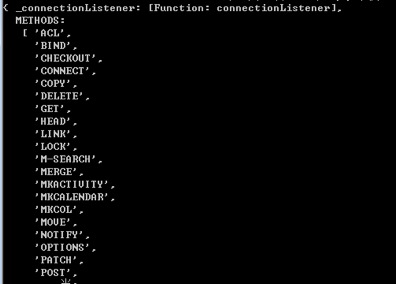 { _connectionListener: [Function: connectionListener],
METHODS:
[ 'ACL',
'BIND',
'CHECKOUT',
'CONNECT',
'COPY',
'DELETE',
'GET',
'HEAD',
'LINK',
'LOCK',
'M-SEARCH',
'MERGE',
'MKACTIVITY',
'MKCALENDAR',
'MKCOL',
'MOVE',
'NOTIFY',
'OPTIONS',
'PATCH',
'POST',